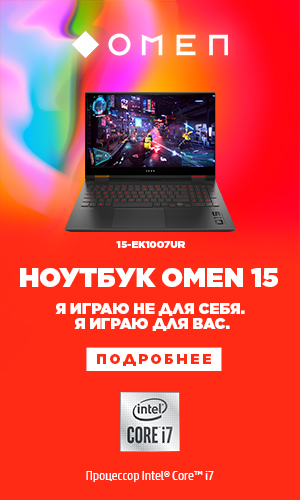 OMEN
15-EK1007UR
НОУТБУК OMEN 15
Я ИГРАЮ НЕ ДЛЯ СЕБЯ.
Я ИГРАЮ ДЛЯ ВАС.
ПОДРОБНЕЕ
intel®
CORE™ i7
Процессор Intel® Core™ i7